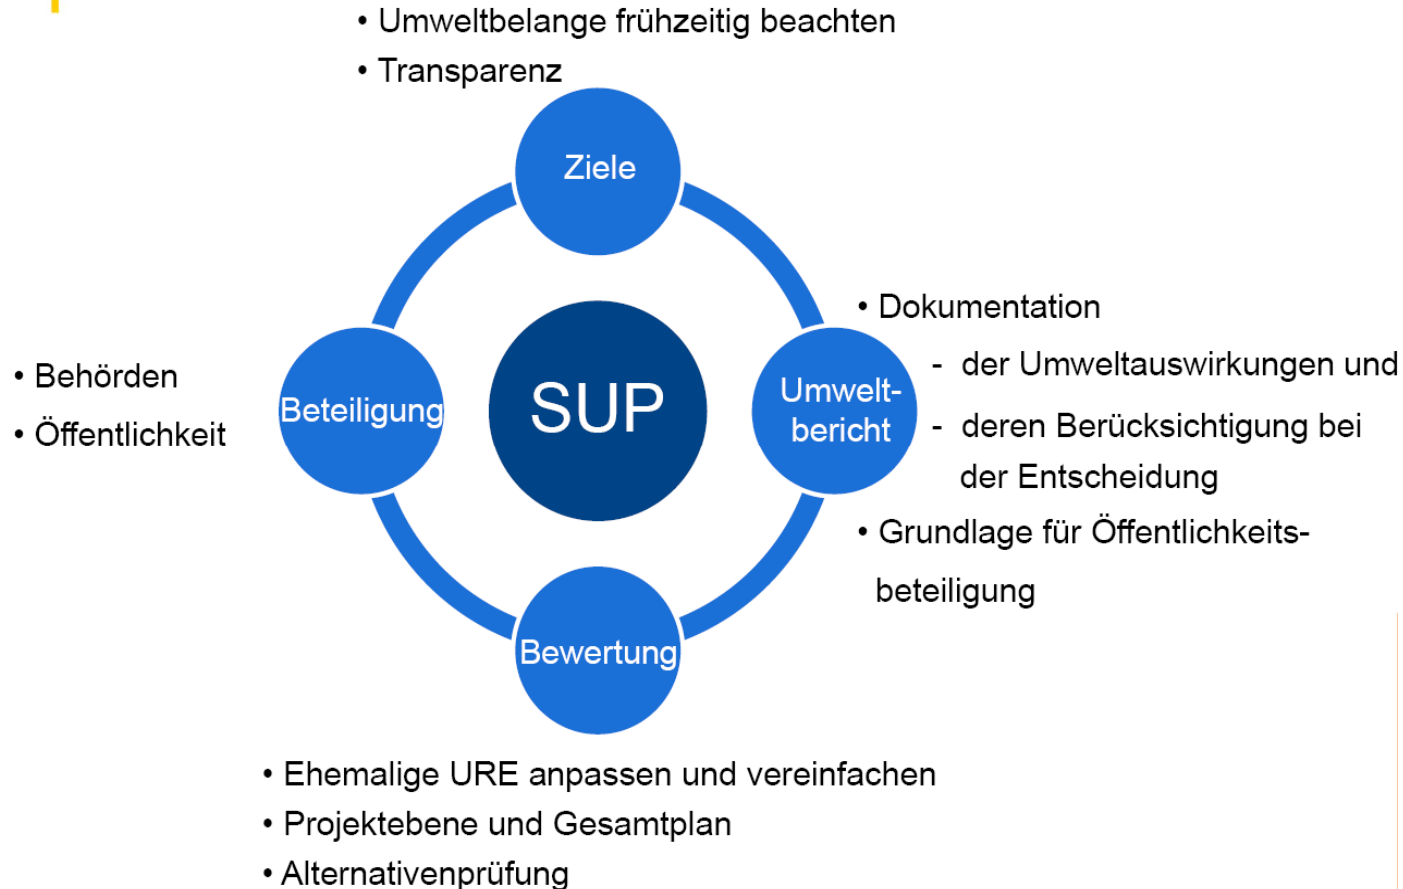 • Umweltbelange frühzeitig beachten
• Transparenz
Ziele
• Dokumentation
- der Umweltauswirkungen und
- deren Berücksichtigung bei
der Entscheidung
• Grundlage für Öffentlichkeits-
beteiligung
Umwelt-
bericht
SUP
Beteiligung
• Behörden
• Öffentlichkeit
Bewertung
• Ehemalige URE anpassen und vereinfachen
• Projektebene und Gesamtplan
• Alternativenprüfung